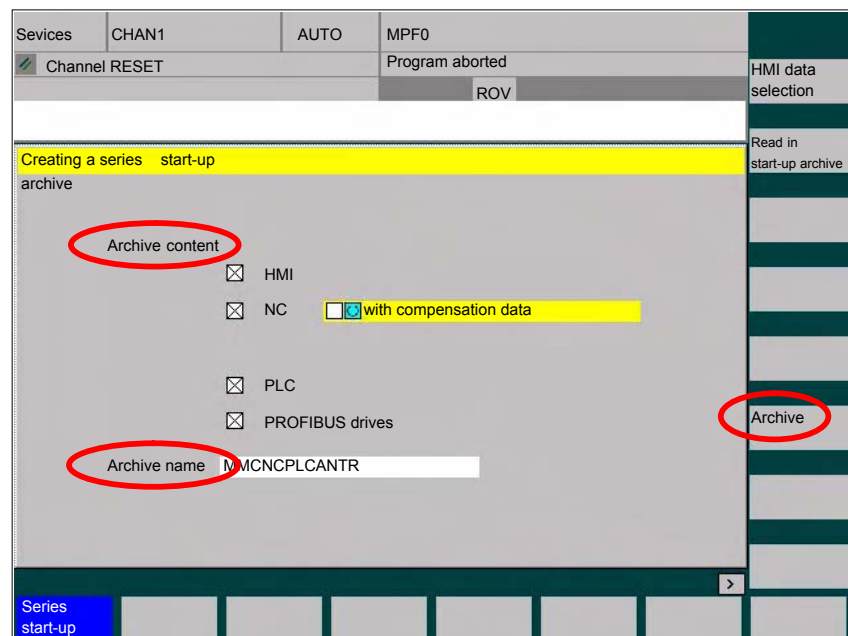 Sevices CHAN1 AUTO MPF0
Channel RESET Program aborted
ROV
HMI data
selection
Read in
start-up archive
Creating a series start-up
archive
Archive content
HMI
NC with compensation data
PLC
PROFIBUS drives
Archive
Archive name MMCNCPLCANTR
>
Series
start-up